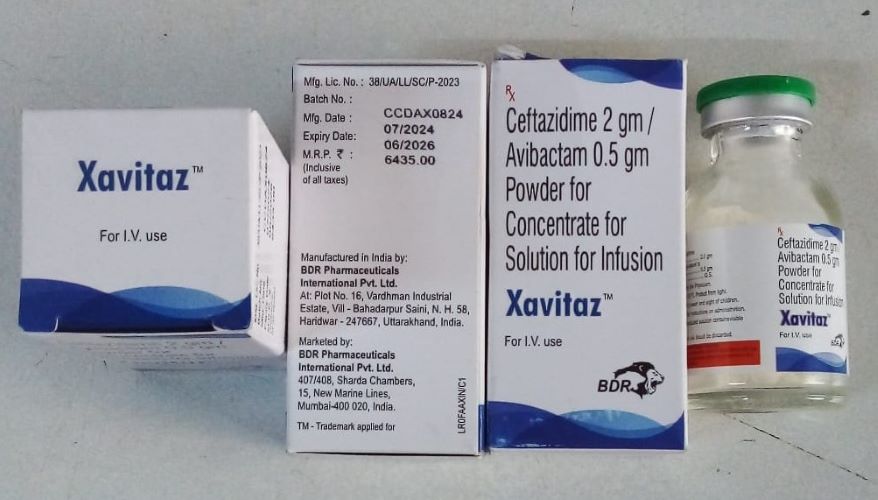 Xavitaz™
For I.V. use
Mfg. Lic. No. : 38/UA/LL/SC/P-2023
Batch No. :
CCDAX0824
Mfg. Date :
07/2024
Expiry Date:
06/2026
M.R.P. ₹ :
6435.00
(Inclusive
of all taxes)
Manufactured in India by:
BDR Pharmaceuticals
International Pvt. Ltd.
At: Plot No. 16, Vardhman Industrial
Estate, Vill - Bahadarpur Saini, N. H. 58,
Haridwar - 247667, Uttarakhand, India.
Marketed by:
BDR Pharmaceuticals
International Pvt. Ltd.
407/408, Sharda Chambers,
15, New Marine Lines,
Mumbai-400 020, India.
TM - Trademark applied for
LR0FAAXIN/C1
Xavitaz
Rx
Ceftazidime 2 gm /
Avibactam 0.5 gm
Powder for
Concentrate for
Solution for Infusion
Xavitaz™
For I.V. use
BDR
Rx
Ceftazidime 2 gm
Avibactam 0.5 gm
Powder for
Concentrate for
Solution for Infusion
Xavitaz™
For I.V. use
BDR